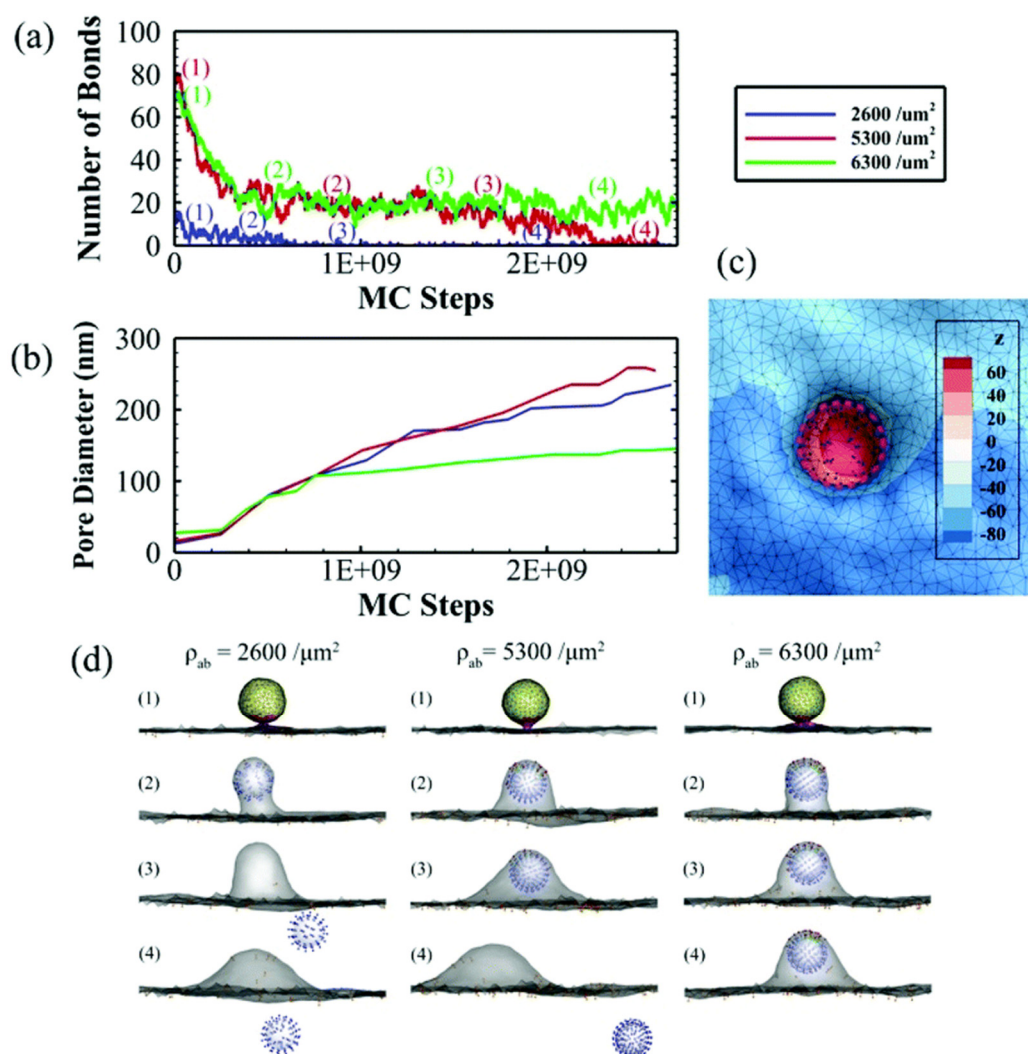 (a)
Number of Bonds
100
80
60
40
20
0
(1)
(1)
(2)
(2)
(3)
(3)
(4)
(1)
(2)
(3)
(4)
(4)
0
1E+09
2E+09
MC Steps
2600 /um²
5300 /um²
6300 /um²
(b)
Pore Diameter (nm)
300
200
100
0
0
1E+09
2E+09
MC Steps
(c)
z
60
40
20
0
-20
-40
-60
-80
(d)
ρab = 2600 /μm²
ρab = 5300 /μm²
ρab = 6300 /μm²
(1)
(1)
(1)
(2)
(2)
(2)
(3)
(3)
(3)
(4)
(4)
(4)